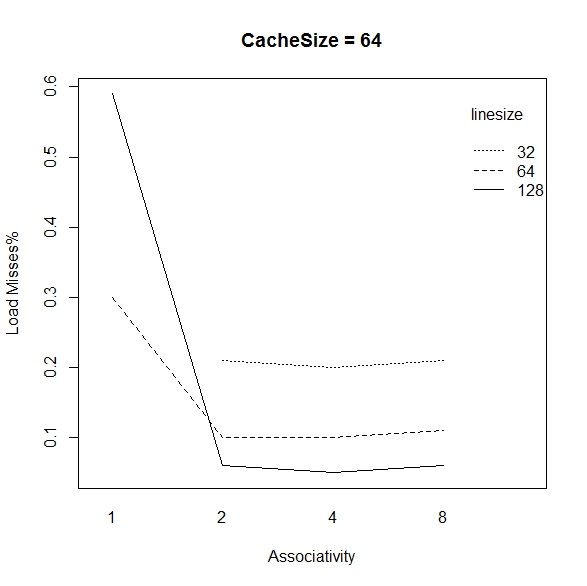 CacheSize = 64
Load Misses%
0.6
0.5
0.4
0.3
0.2
0.1
linesize
32
64
128
1 2 4 8
Associativity